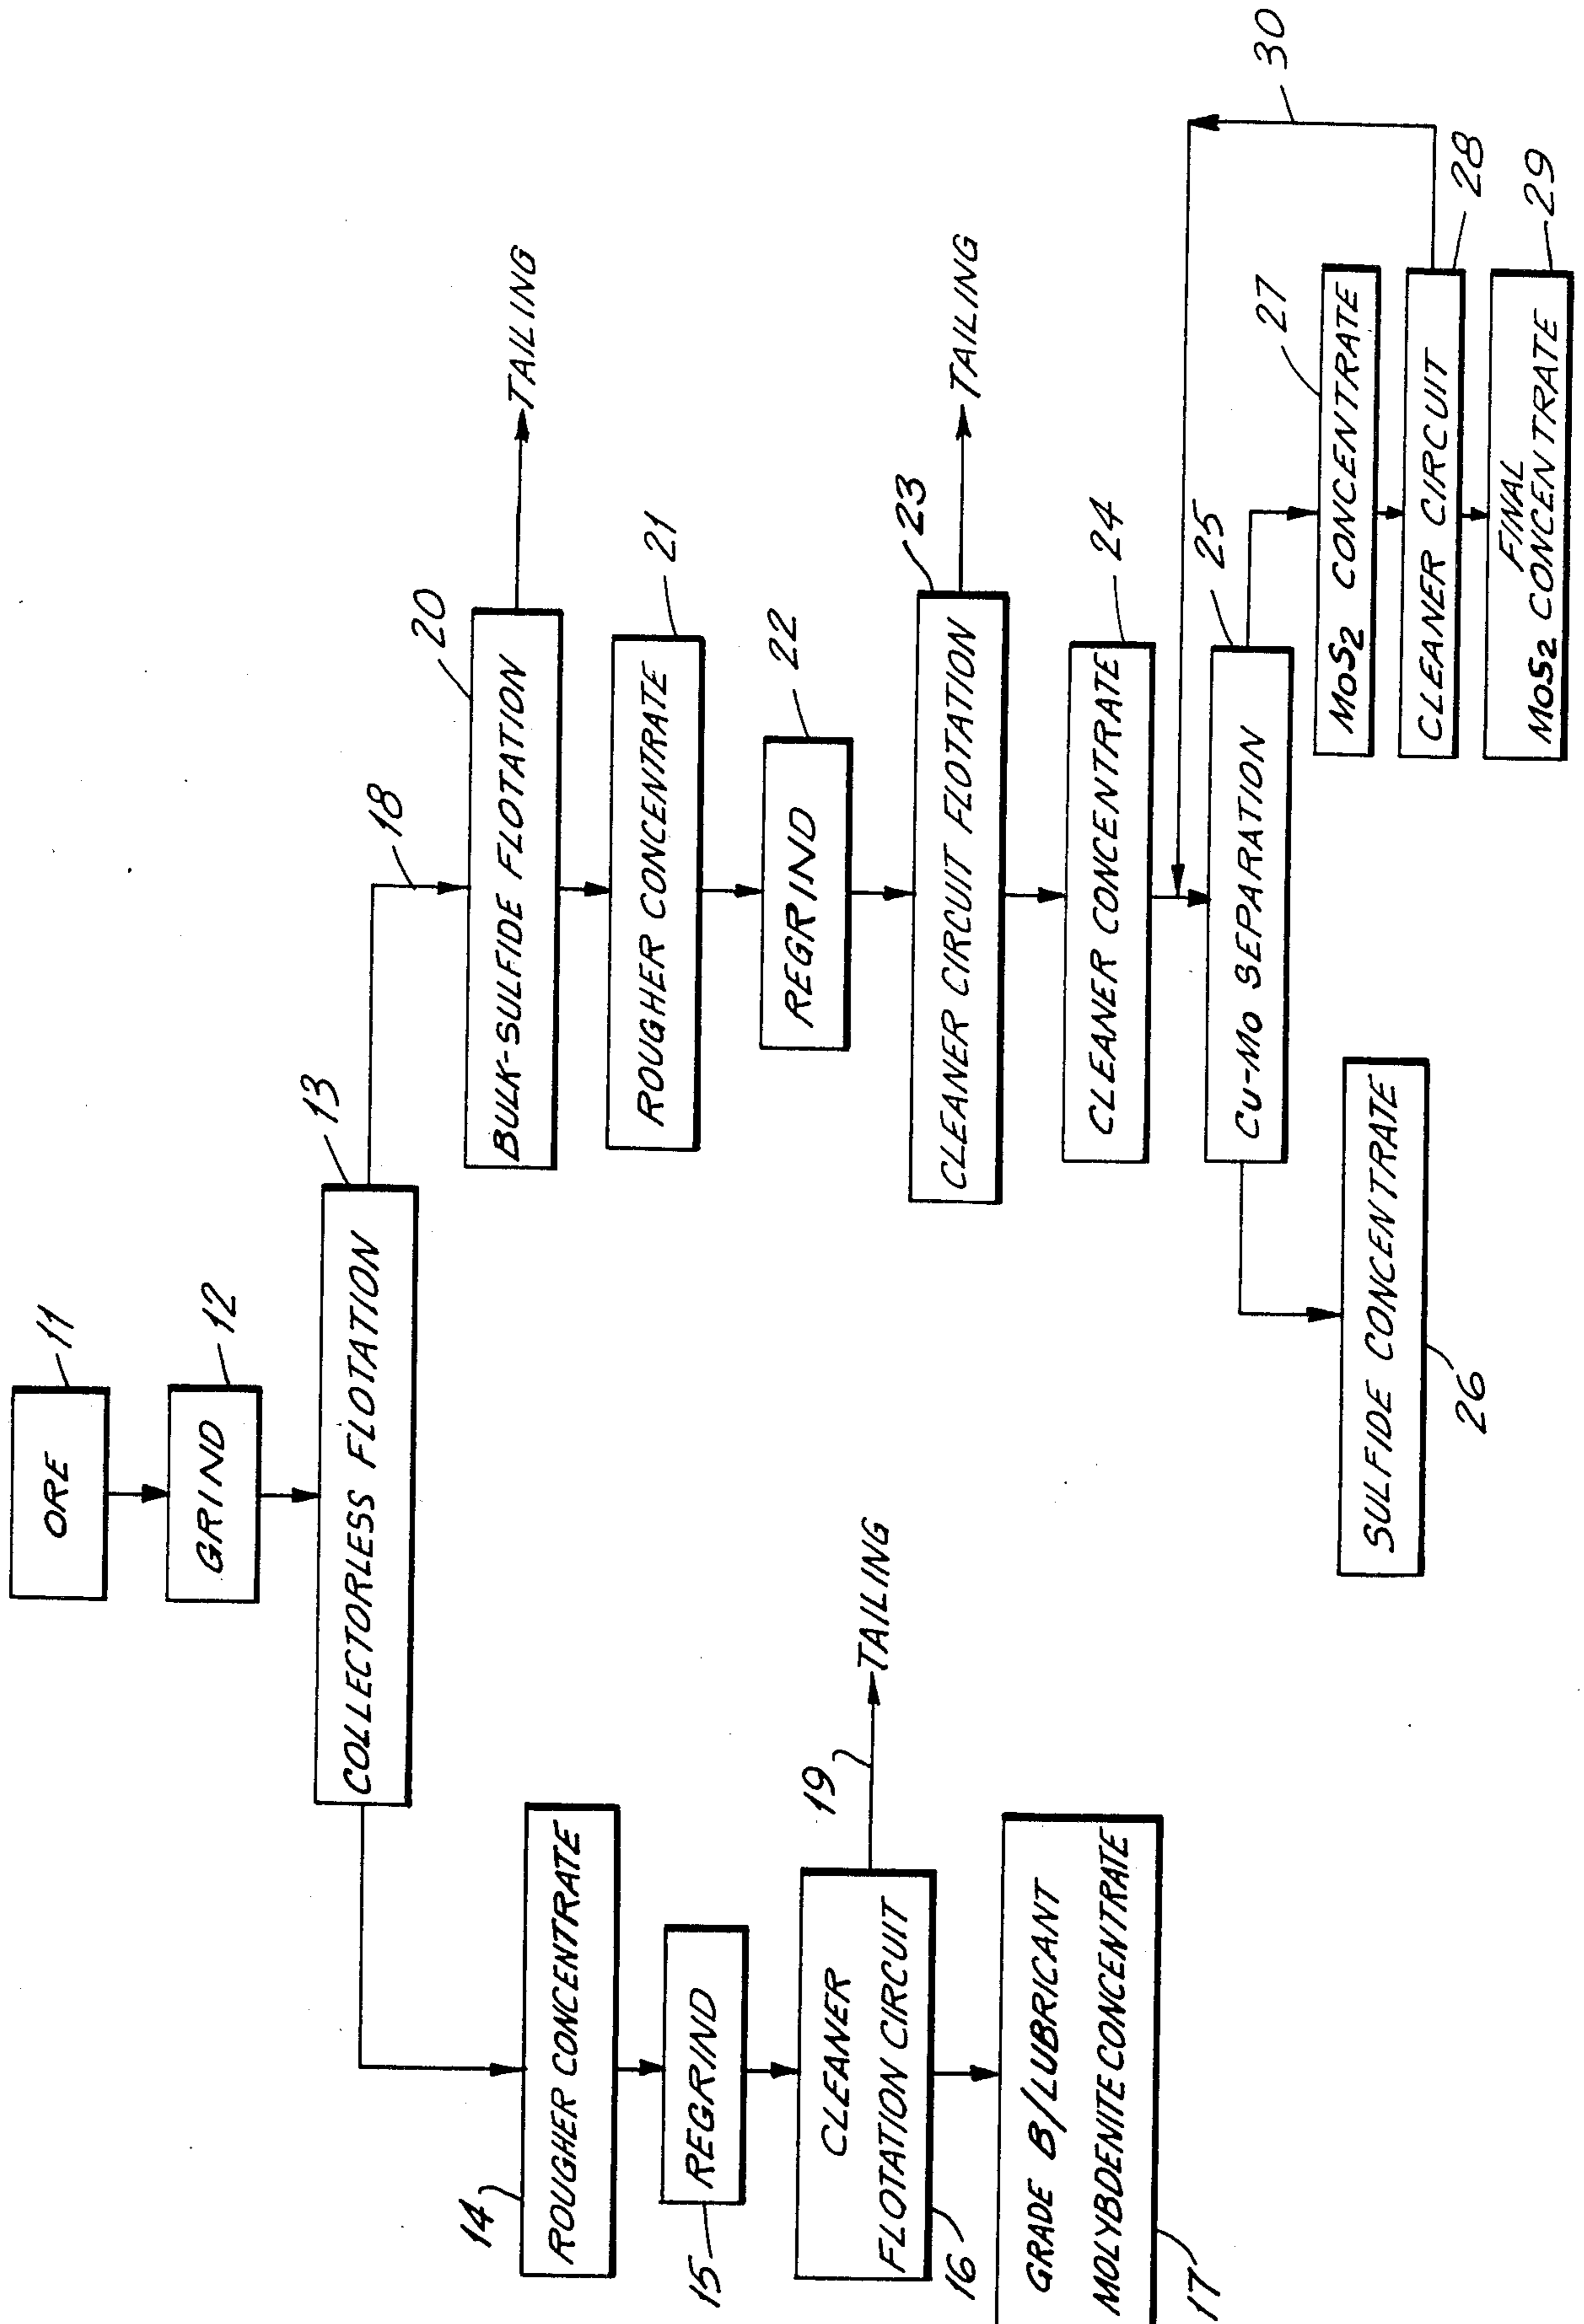 ORE
11
GRIND
12
COLLECTORLESS FLOTATION
13
14
ROUGHER CONCENTRATE
15
REGRIND
CLEANER
FLOTATION CIRCUIT
16
19
TAILING
GRADE B/LUBRICANT
MOLYBDENITE CONCENTRATE
17
18
BULK-SULFIDE FLOTATION
20
TAILING
ROUGHER CONCENTRATE
21
REGRIND
22
CLEANER CIRCUIT FLOTATION
23
TAILING
CLEANER CONCENTRATE
24
Cu-Mo SEPARATION
25
SULFIDE CONCENTRATE
26
MoS2 CONCENTRATE
27
CLEANER CIRCUIT
28
FINAL
MoS2 CONCENTRATE
29
30